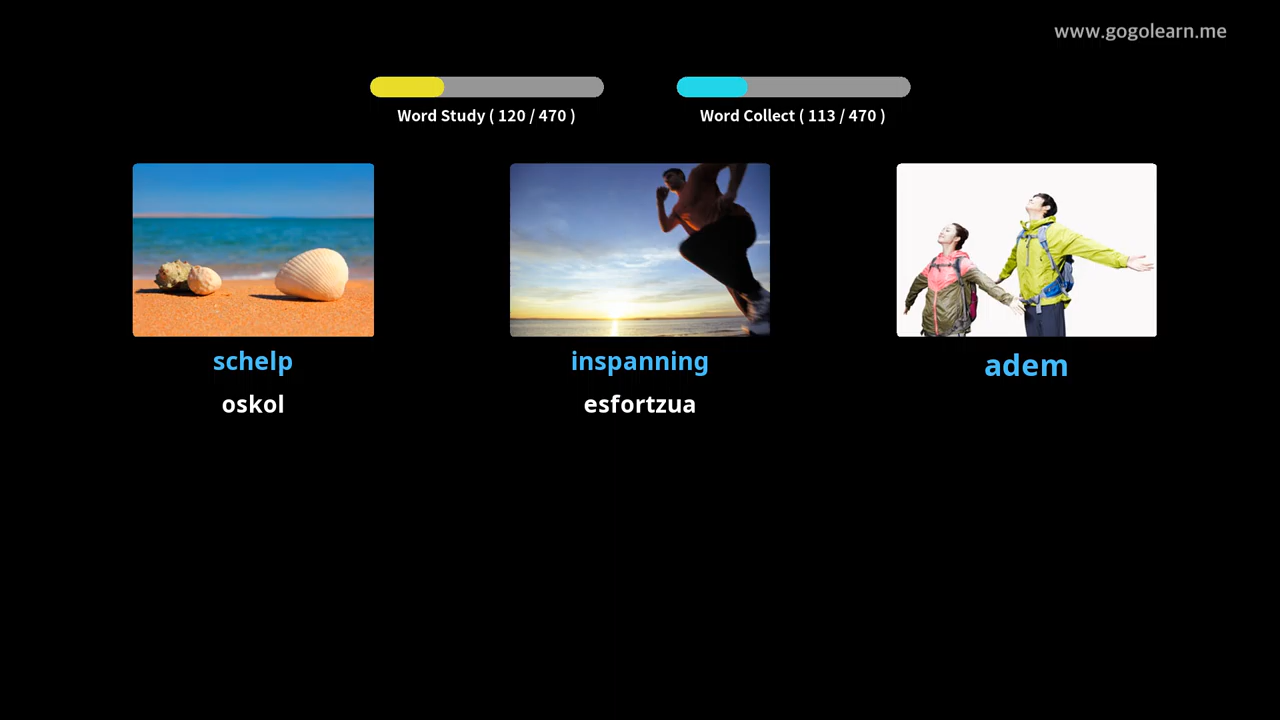 www.gogolearn.me
Word Study ( 120 / 470 )
Word Collect ( 113 / 470 )
schelp
oskol
inspanning
esfortzua
adem